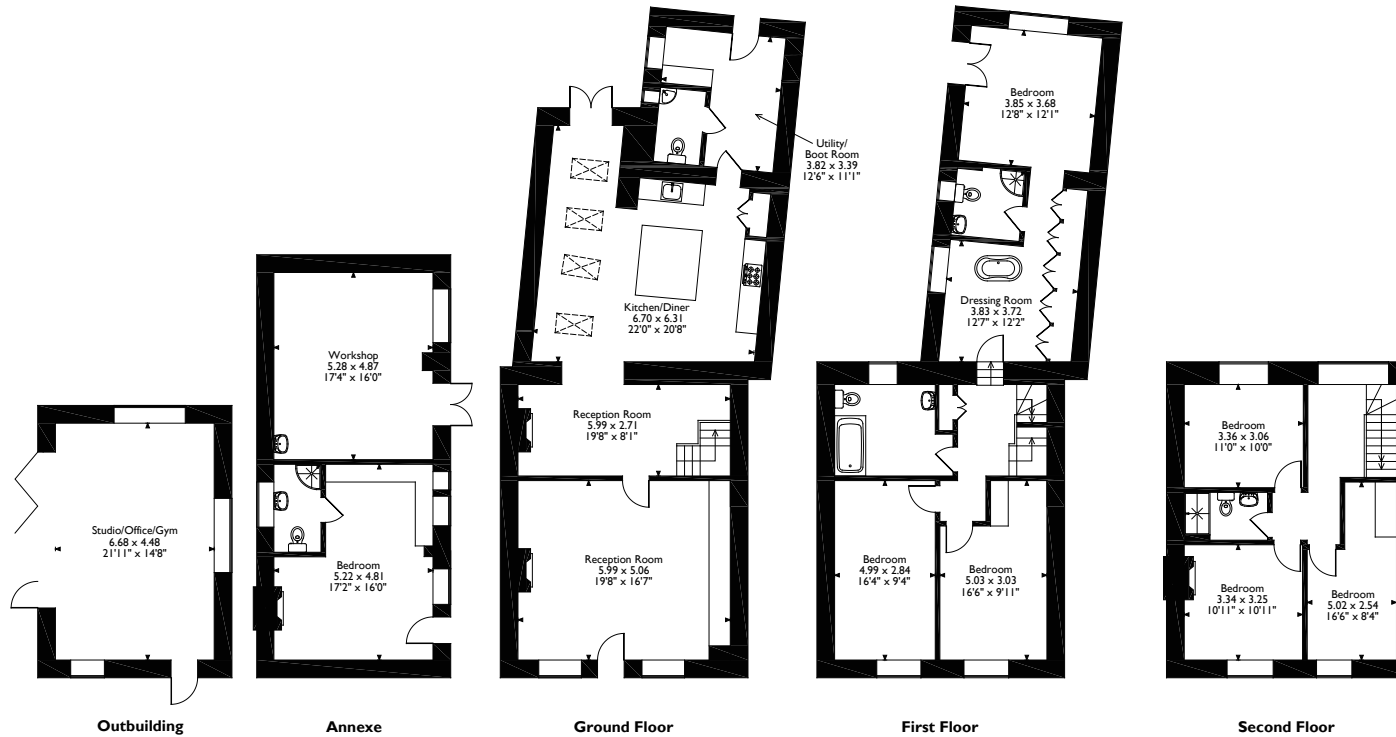 Studio/Office/Gym
6.68 x 4.48
21'11" x 14'8"
Outbuilding
Workshop
5.28 x 4.87
17'4" x 16'0"
Bedroom
5.22 x 4.81
17'2" x 16'0"
Annexe
Utility/
Boot Room
3.82 x 3.39
12'6" x 11'1"
Kitchen/Diner
6.70 x 6.31
22'0" x 20'8"
Reception Room
5.99 x 2.71
19'8" x 8'1"
Reception Room
5.99 x 5.06
19'8" x 16'7"
Ground Floor
Bedroom
3.85 x 3.68
12'8" x 12'1"
Dressing Room
3.83 x 3.72
12'7" x 12'2"
Bedroom
4.99 x 2.84
16'4" x 9'4"
Bedroom
5.03 x 3.03
16'6" x 9'11"
First Floor
Bedroom
3.36 x 3.06
11'0" x 10'0"
Bedroom
3.34 x 3.25
10'11" x 10'11"
Bedroom
5.02 x 2.54
16'6" x 8'4"
Second Floor